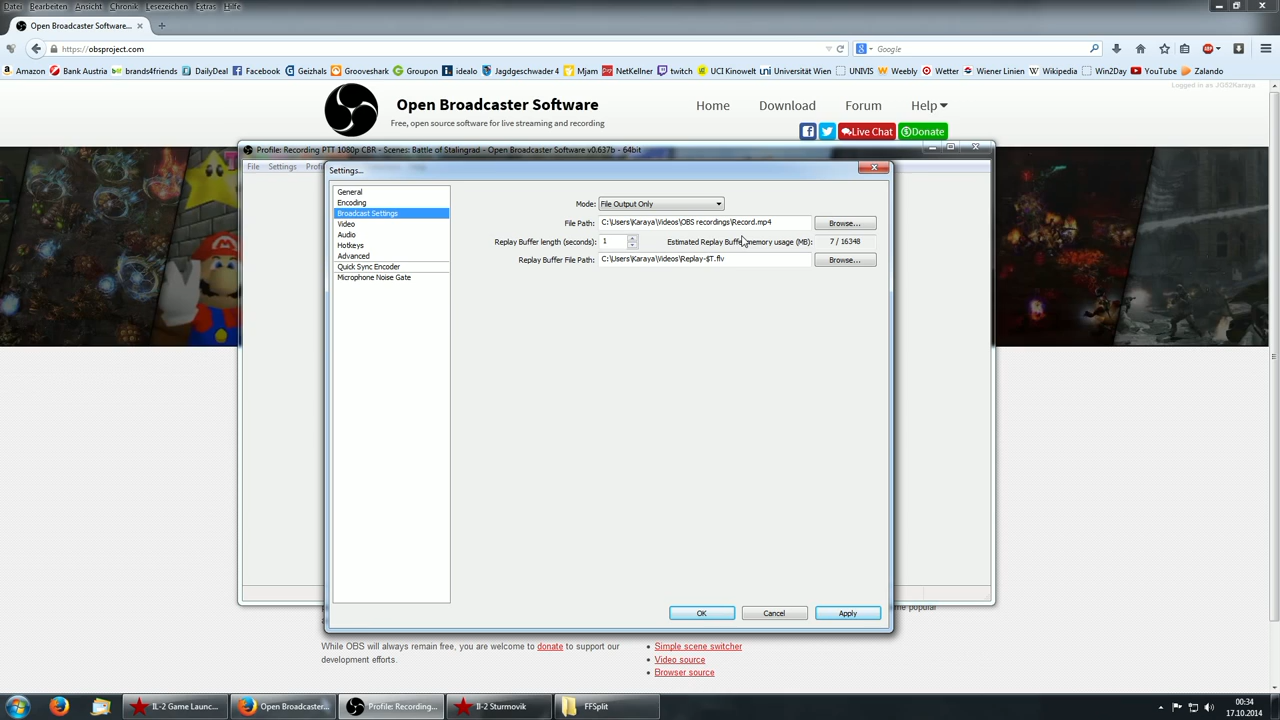 Datei Bearbeiten Ansicht Chronik Lesezeichen Extras Hilfe
Open Broadcaster Software...
https://obsproject.com
Google
Amazon Bank Austria brands4friends DailyDeal Facebook Geizhals Grooveshark Groupon idealo Jagdgeschwader 4 Mjam NetKellner twitch UCI Kinowelt Universität Wien UNIVIS Weebly Wetter Wiener Linien Wikipedia Win2Day YouTube Zalando
Logged in as JG52Karaya
Open Broadcaster Software
Free, open source software for live streaming and recording
Home Download Forum Help
Live Chat Donate
Profile: Recording PTT 1080p CBR - Scenes: Battle of Stalingrad - Open Broadcaster Software v0.637b - 64bit
File Settings Profi
Settings...
General
Encoding
Broadcast Settings
Video
Audio
Hotkeys
Advanced
Quick Sync Encoder
Microphone Noise Gate
Mode: File Output Only
File Path: C:\Users\Karaya\Videos\OBS recordings\Record.mp4 Browse...
Replay Buffer length (seconds): 1 Estimated Replay Buffer memory usage (MB): 7 / 16348
Replay Buffer File Path: C:\Users\Karaya\Videos\Replay-$T.flv Browse...
OK Cancel Apply
popular
While OBS will always remain free, you are welcome to donate to support our
development efforts.
Simple scene switcher
Video source
Browser source
IL-2 Game Launc... Open Broadcaster... Profile: Recording... Il-2 Sturmovik FFSplit
00:34
17.10.2014